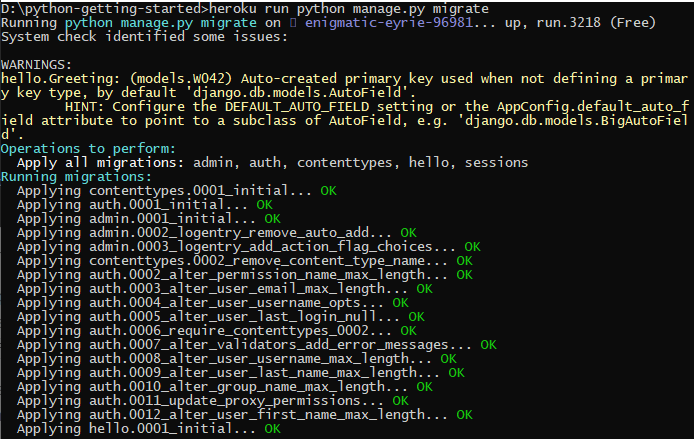 D:\python-getting-started>heroku run python manage.py migrate
Running python manage.py migrate on ⬢ enigmatic-eyrie-96981... up, run.3218 (Free)
System check identified some issues:
WARNINGS:
hello.Greeting: (models.W042) Auto-created primary key used when not defining a primar
y key type, by default 'django.db.models.AutoField'.
HINT: Configure the DEFAULT_AUTO_FIELD setting or the AppConfig.default_auto_f
ield attribute to point to a subclass of AutoField, e.g. 'django.db.models.BigAutoFiel
d'.
Operations to perform:
Apply all migrations: admin, auth, contenttypes, hello, sessions
Running migrations:
Applying contenttypes.0001_initial... OK
Applying auth.0001_initial... OK
Applying admin.0001_initial... OK
Applying admin.0002_logentry_remove_auto_add... OK
Applying admin.0003_logentry_add_action_flag_choices... OK
Applying contenttypes.0002_remove_content_type_name... OK
Applying auth.0002_alter_permission_name_max_length... OK
Applying auth.0003_alter_user_email_max_length... OK
Applying auth.0004_alter_user_username_opts... OK
Applying auth.0005_alter_user_last_login_null... OK
Applying auth.0006_require_contenttypes_0002... OK
Applying auth.0007_alter_validators_add_error_messages... OK
Applying auth.0008_alter_user_username_max_length... OK
Applying auth.0009_alter_user_last_name_max_length... OK
Applying auth.0010_alter_group_name_max_length... OK
Applying auth.0011_update_proxy_permissions... OK
Applying auth.0012_alter_user_first_name_max_length... OK
Applying hello.0001_initial... OK